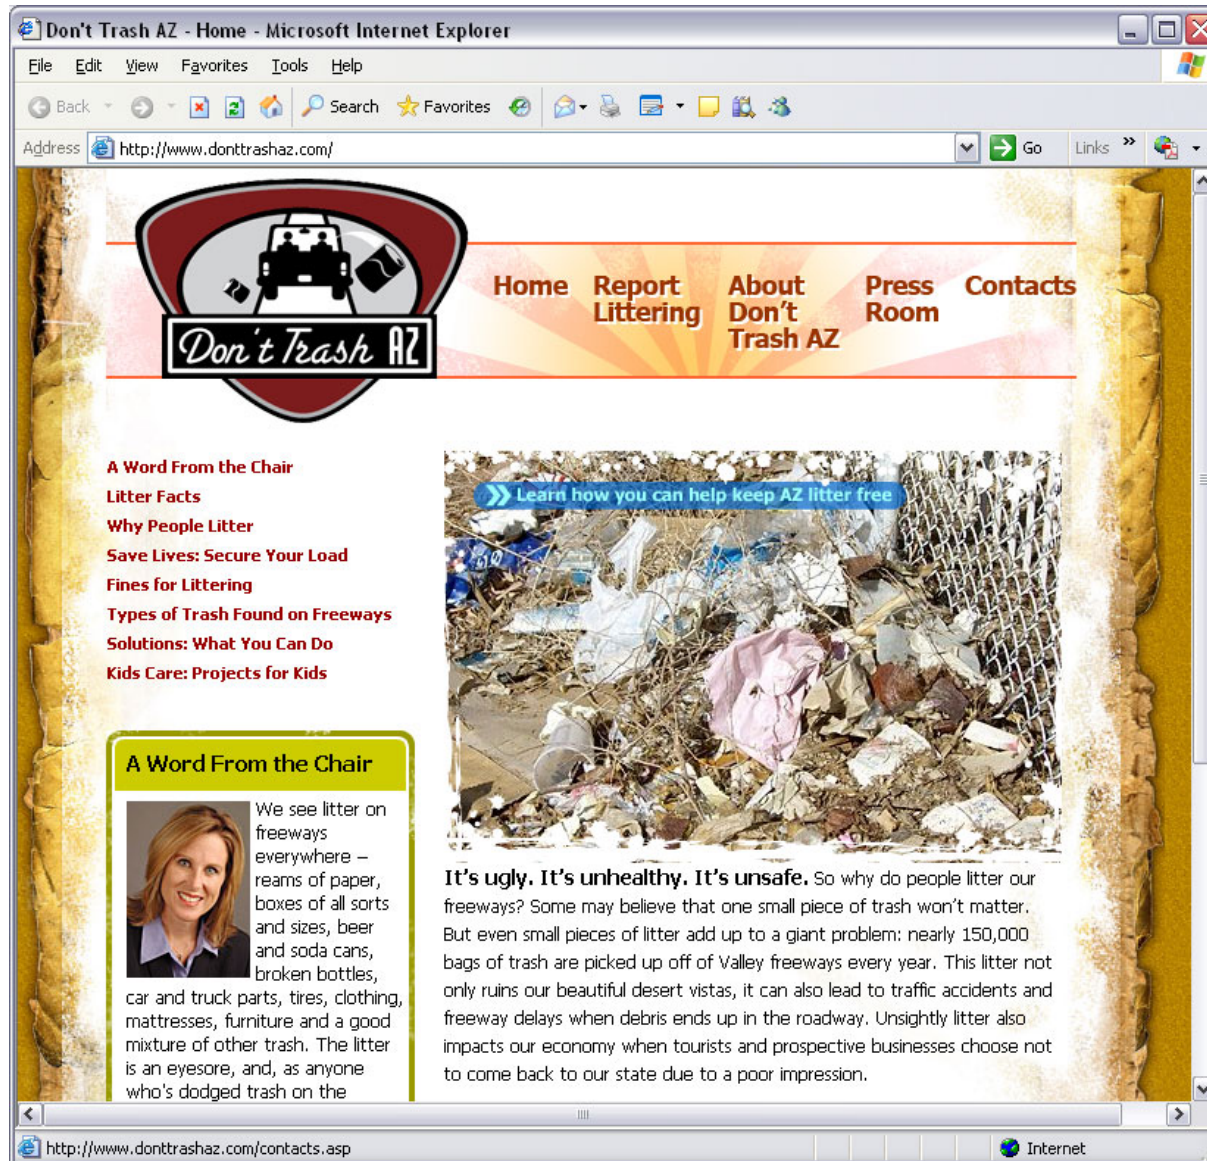 Don't Trash AZ - Home - Microsoft Internet Explorer
File Edit View Favorites Tools Help
Back Search Favorites
Address http://www.donttrashaz.com/ Go Links »
Don't Trash AZ
Home Report Littering About Don't Trash AZ Press Room Contacts
A Word From the Chair
Litter Facts
Why People Litter
Save Lives: Secure Your Load
Fines for Littering
Types of Trash Found on Freeways
Solutions: What You Can Do
Kids Care: Projects for Kids
Learn how you can help keep AZ litter free
A Word From the Chair
We see litter on
freeways
everywhere –
reams of paper,
boxes of all sorts
and sizes, beer
and soda cans,
broken bottles,
car and truck parts, tires, clothing,
mattresses, furniture and a good
mixture of other trash. The litter
is an eyesore, and, as anyone
who's dodged trash on the
It's ugly. It's unhealthy. It's unsafe. So why do people litter our
freeways? Some may believe that one small piece of trash won't matter.
But even small pieces of litter add up to a giant problem: nearly 150,000
bags of trash are picked up off of Valley freeways every year. This litter not
only ruins our beautiful desert vistas, it can also lead to traffic accidents and
freeway delays when debris ends up in the roadway. Unsightly litter also
impacts our economy when tourists and prospective businesses choose not
to come back to our state due to a poor impression.
http://www.donttrashaz.com/contacts.asp Internet